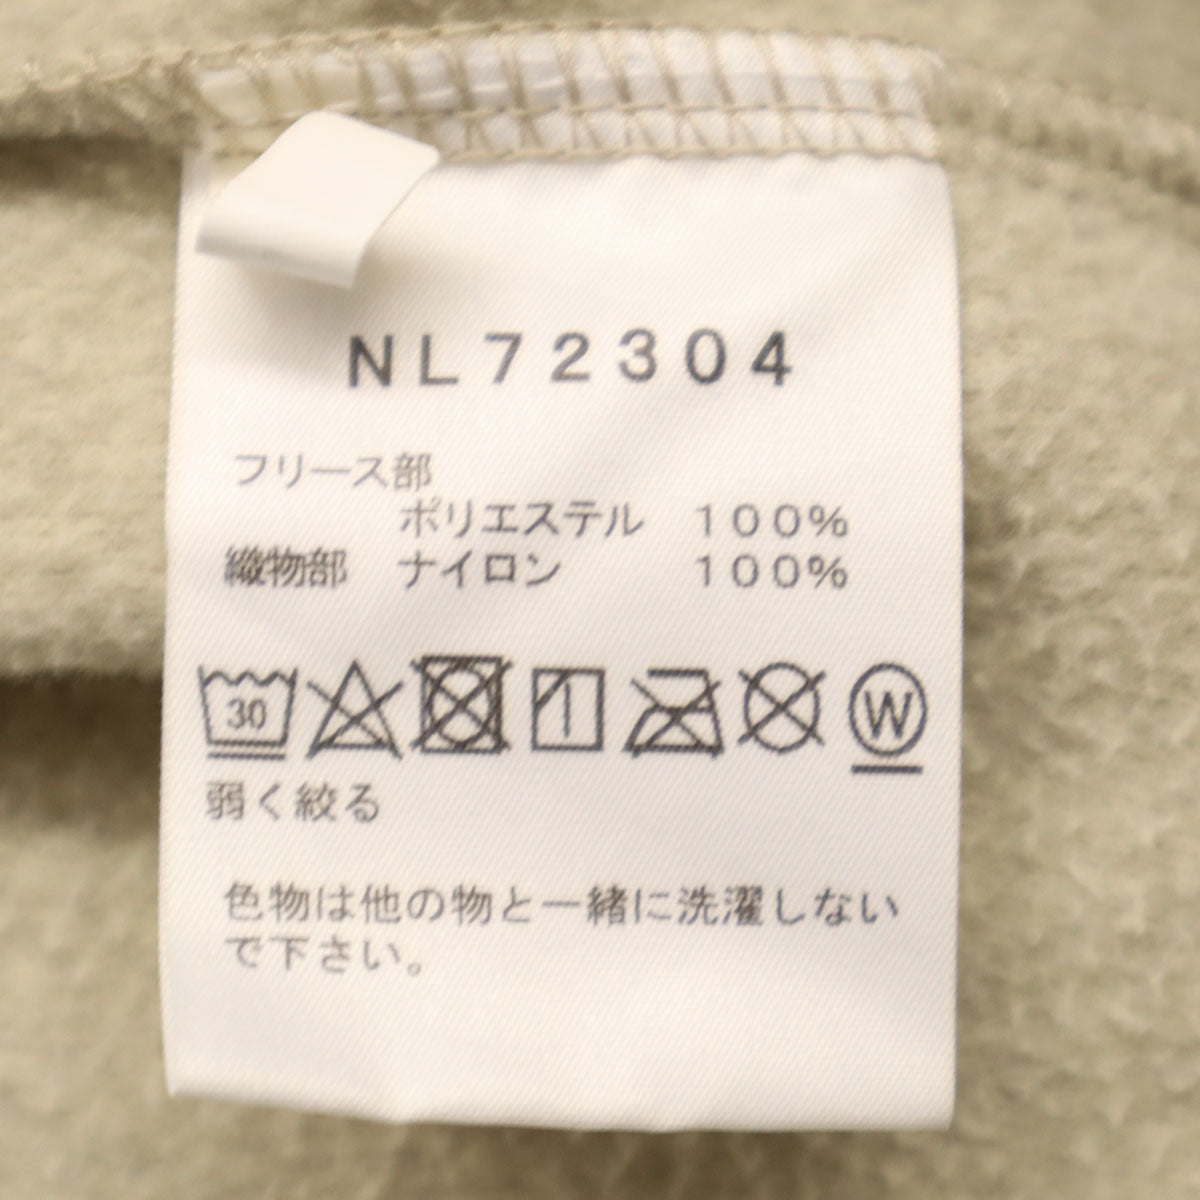 NL72304
フリース部
ポリエステル 100%
織物部 ナイロン 100%
30 W
弱く絞る
色物は他の物と一緒に洗濯しない
で下さい。